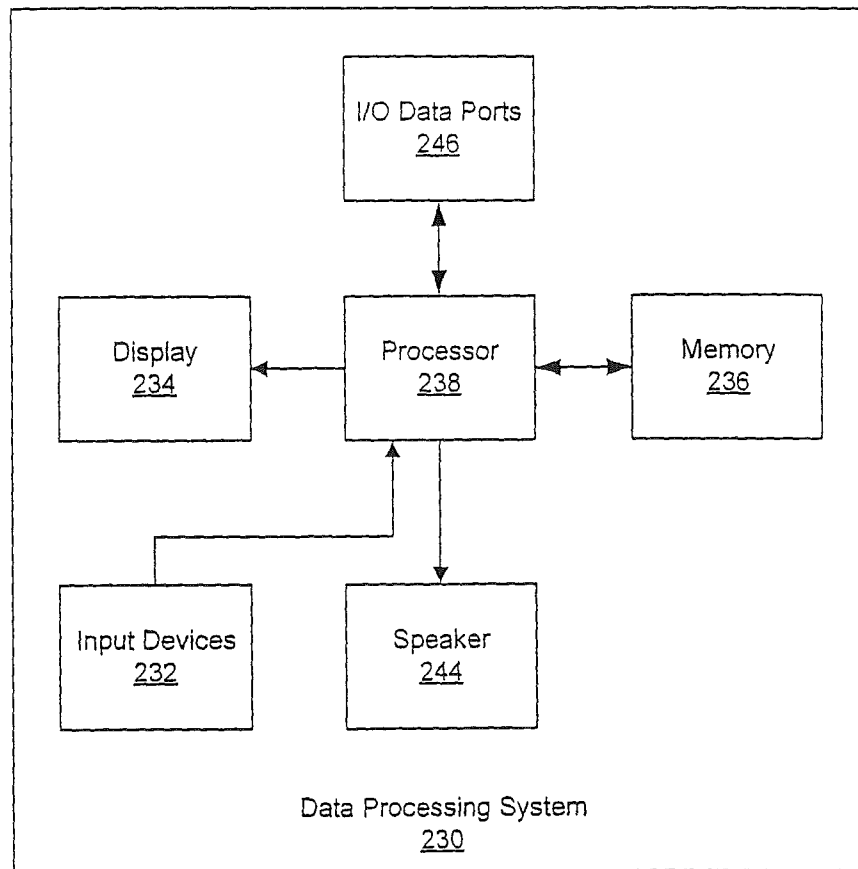 I/O Data Ports
246
Display
234
Processor
238
Memory
236
Input Devices
232
Speaker
244
Data Processing System
230